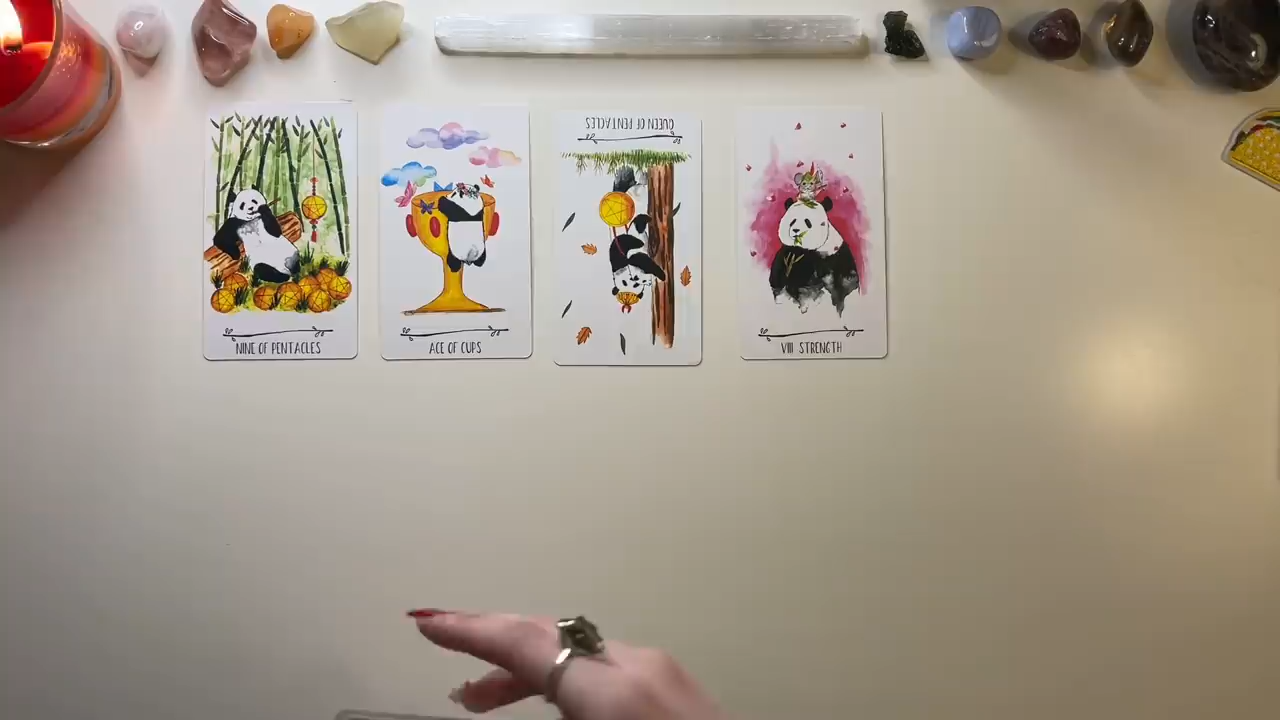 NINE OF PENTACLES
ACE OF CUPS
QUEEN OF PENTACLES
VIII STRENGTH